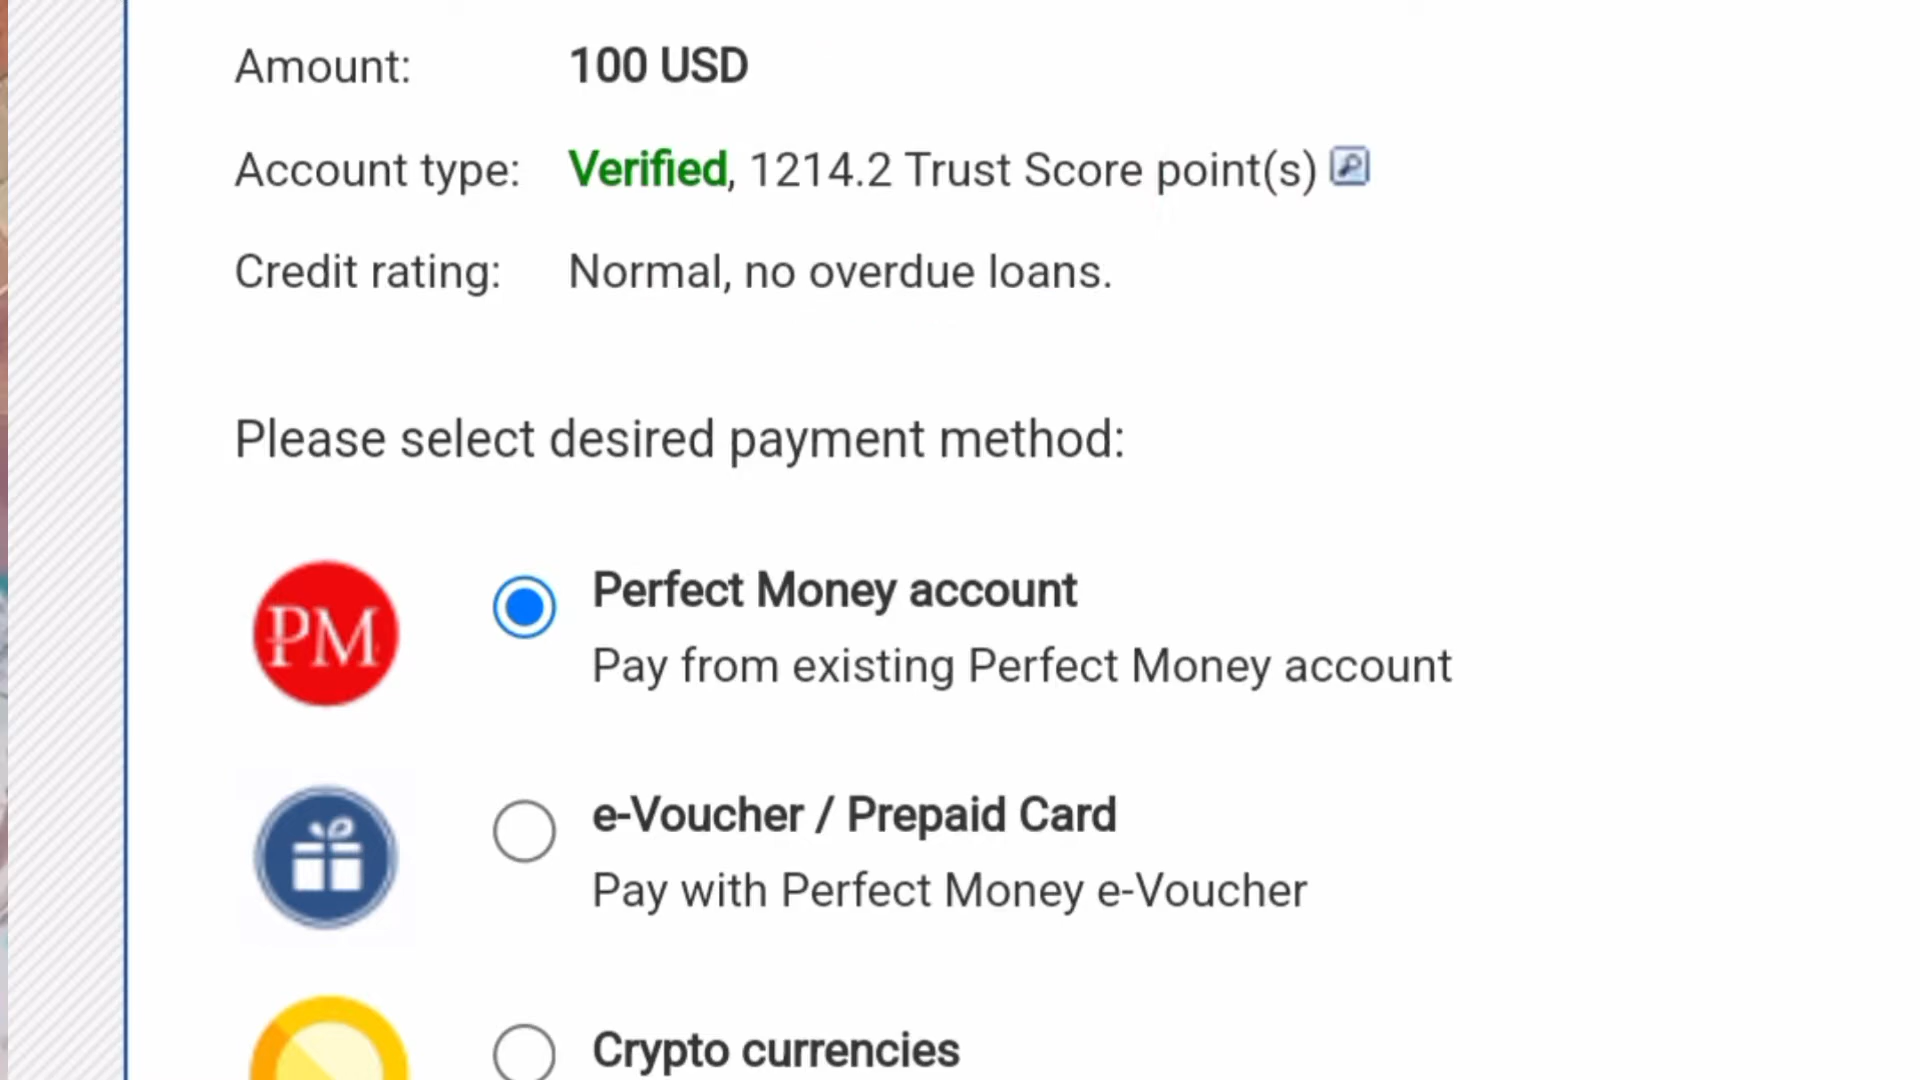 Amount: 100 USD
Account type: Verified, 1214.2 Trust Score point(s)
Credit rating: Normal, no overdue loans.
Please select desired payment method:
PM
Perfect Money account
Pay from existing Perfect Money account
e-Voucher / Prepaid Card
Pay with Perfect Money e-Voucher
Crypto currencies